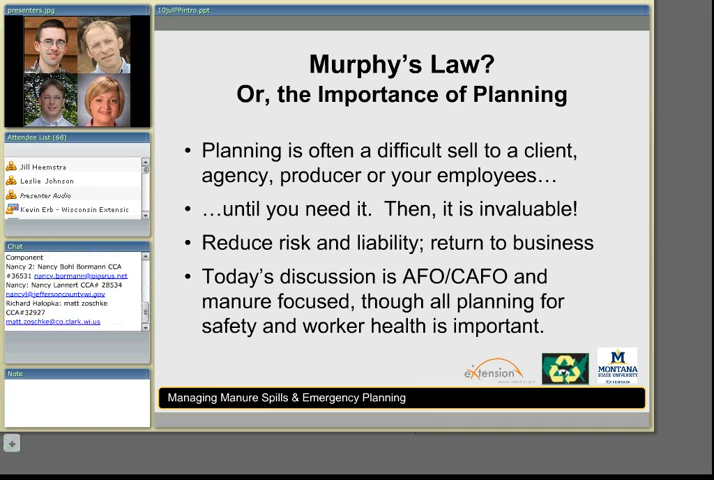 presenters.jpg
Attendee List (68)
Jill Heemstra
Leslie Johnson
Presenter Audio
Kevin Erb - Wisconsin Extensic
Chat
Component
Nancy 2: Nancy Bohl Bormann CCA
#36531 nancy.bormann@pigsrus.net
Nancy: Nancy Lannert CCA# 28534
nancyl@jeffersoncountywi.gov
Richard Halopka: matt zoschke
CCA#32927
matt.zoschke@co.clark.wi.us
Note
10julPPintro.ppt
Murphy's Law?
Or, the Importance of Planning
• Planning is often a difficult sell to a client,
agency, producer or your employees…
• …until you need it. Then, it is invaluable!
• Reduce risk and liability; return to business
• Today's discussion is AFO/CAFO and
manure focused, though all planning for
safety and worker health is important.
eXtension
M
MONTANA
STATE UNIVERSITY
Extension
Managing Manure Spills & Emergency Planning